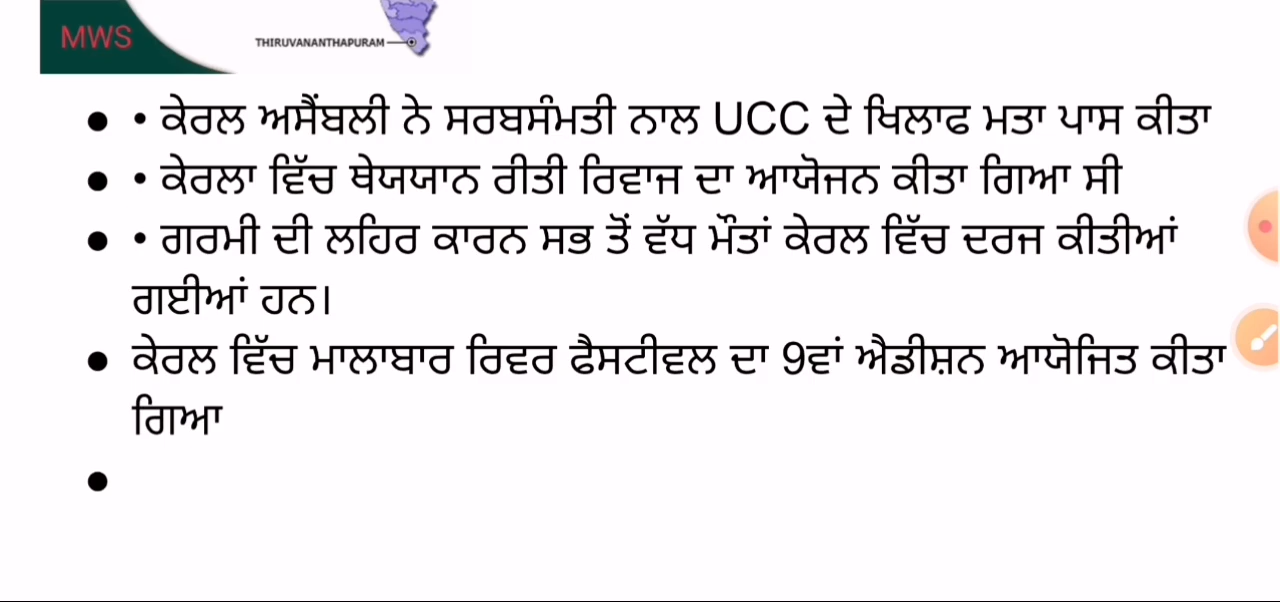 MWS
THIRUVANANTHAPURAM
• • ਕੇਰਲ ਅਸੈਂਬਲੀ ਨੇ ਸਰਬਸੰਮਤੀ ਨਾਲ UCC ਦੇ ਖਿਲਾਫ ਮਤਾ ਪਾਸ ਕੀਤਾ
• • ਕੇਰਲਾ ਵਿੱਚ ਥੇਯਯਾਨ ਰੀਤੀ ਰਿਵਾਜ ਦਾ ਆਯੋਜਨ ਕੀਤਾ ਗਿਆ ਸੀ
• • ਗਰਮੀ ਦੀ ਲਹਿਰ ਕਾਰਨ ਸਭ ਤੋਂ ਵੱਧ ਮੌਤਾਂ ਕੇਰਲ ਵਿੱਚ ਦਰਜ ਕੀਤੀਆਂ
ਗਈਆਂ ਹਨ।
• ਕੇਰਲ ਵਿੱਚ ਮਾਲਾਬਾਰ ਰਿਵਰ ਫੈਸਟੀਵਲ ਦਾ 9ਵਾਂ ਐਡੀਸ਼ਨ ਆਯੋਜਿਤ ਕੀਤਾ
ਗਿਆ
•